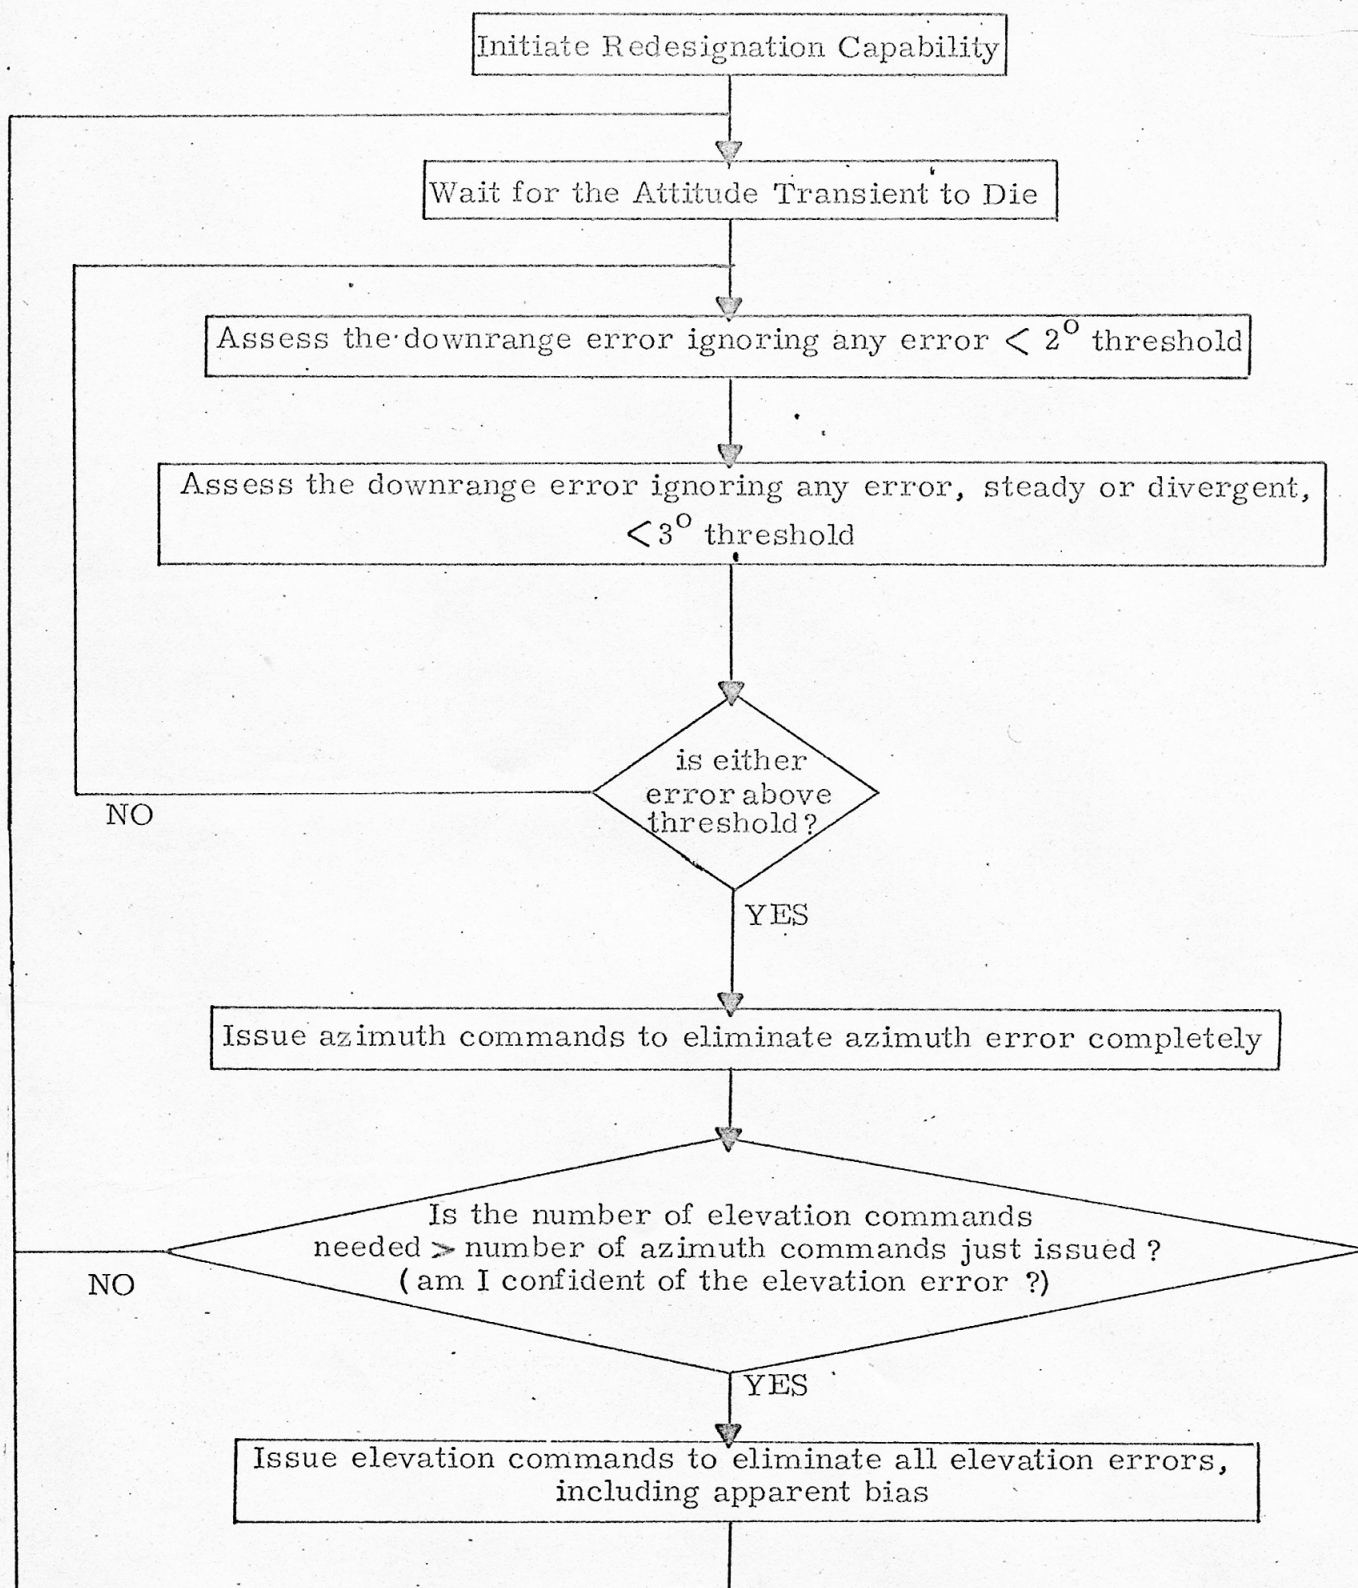 Initiate Redesignation Capability
Wait for the Attitude Transient to Die
Assess the downrange error ignoring any error < 2° threshold
Assess the downrange error ignoring any error, steady or divergent,
< 3° threshold
is either
error above
threshold?
NO
YES
Issue azimuth commands to eliminate azimuth error completely
Is the number of elevation commands
needed > number of azimuth commands just issued ?
(am I confident of the elevation error ?)
NO
YES
Issue elevation commands to eliminate all elevation errors,
including apparent bias